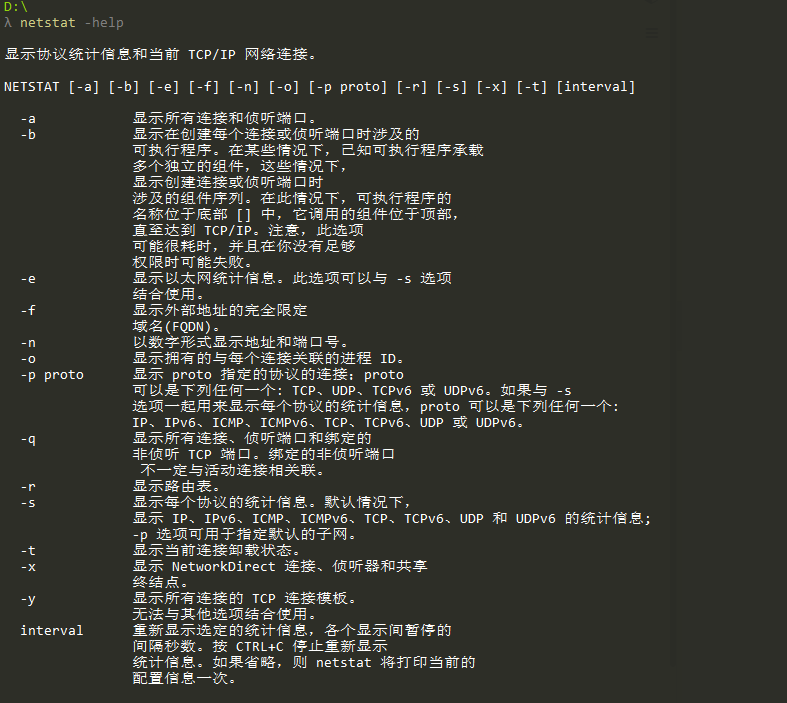 D:\
λ netstat -help
显示协议统计信息和当前 TCP/IP 网络连接。
NETSTAT [-a] [-b] [-e] [-f] [-n] [-o] [-p proto] [-r] [-s] [-x] [-t] [interval]
-a 显示所有连接和侦听端口。
-b 显示在创建每个连接或侦听端口时涉及的
可执行程序。在某些情况下，已知可执行程序承载
多个独立的组件，这些情况下，
显示创建连接或侦听端口时
涉及的组件序列。在此情况下，可执行程序的
名称位于底部 [] 中，它调用的组件位于顶部，
直至达到 TCP/IP。注意，此选项
可能很耗时，并且在你没有足够
权限时可能失败。
-e 显示以太网统计信息。此选项可以与 -s 选项
结合使用。
-f 显示外部地址的完全限定
域名(FQDN)。
-n 以数字形式显示地址和端口号。
-o 显示拥有的与每个连接关联的进程 ID。
-p proto 显示 proto 指定的协议的连接；proto
可以是下列任何一个: TCP、UDP、TCPv6 或 UDPv6。如果与 -s
选项一起用来显示每个协议的统计信息，proto 可以是下列任何一个:
IP、IPv6、ICMP、ICMPv6、TCP、TCPv6、UDP 或 UDPv6。
-q 显示所有连接、侦听端口和绑定的
非侦听 TCP 端口。绑定的非侦听端口
不一定与活动连接相关联。
-r 显示路由表。
-s 显示每个协议的统计信息。默认情况下，
显示 IP、IPv6、ICMP、ICMPv6、TCP、TCPv6、UDP 和 UDPv6 的统计信息;
-p 选项可用于指定默认的子网。
-t 显示当前连接卸载状态。
-x 显示 NetworkDirect 连接、侦听器和共享
终结点。
-y 显示所有连接的 TCP 连接模板。
无法与其他选项结合使用。
interval 重新显示选定的统计信息，各个显示间暂停的
间隔秒数。按 CTRL+C 停止重新显示
统计信息。如果省略，则 netstat 将打印当前的
配置信息一次。